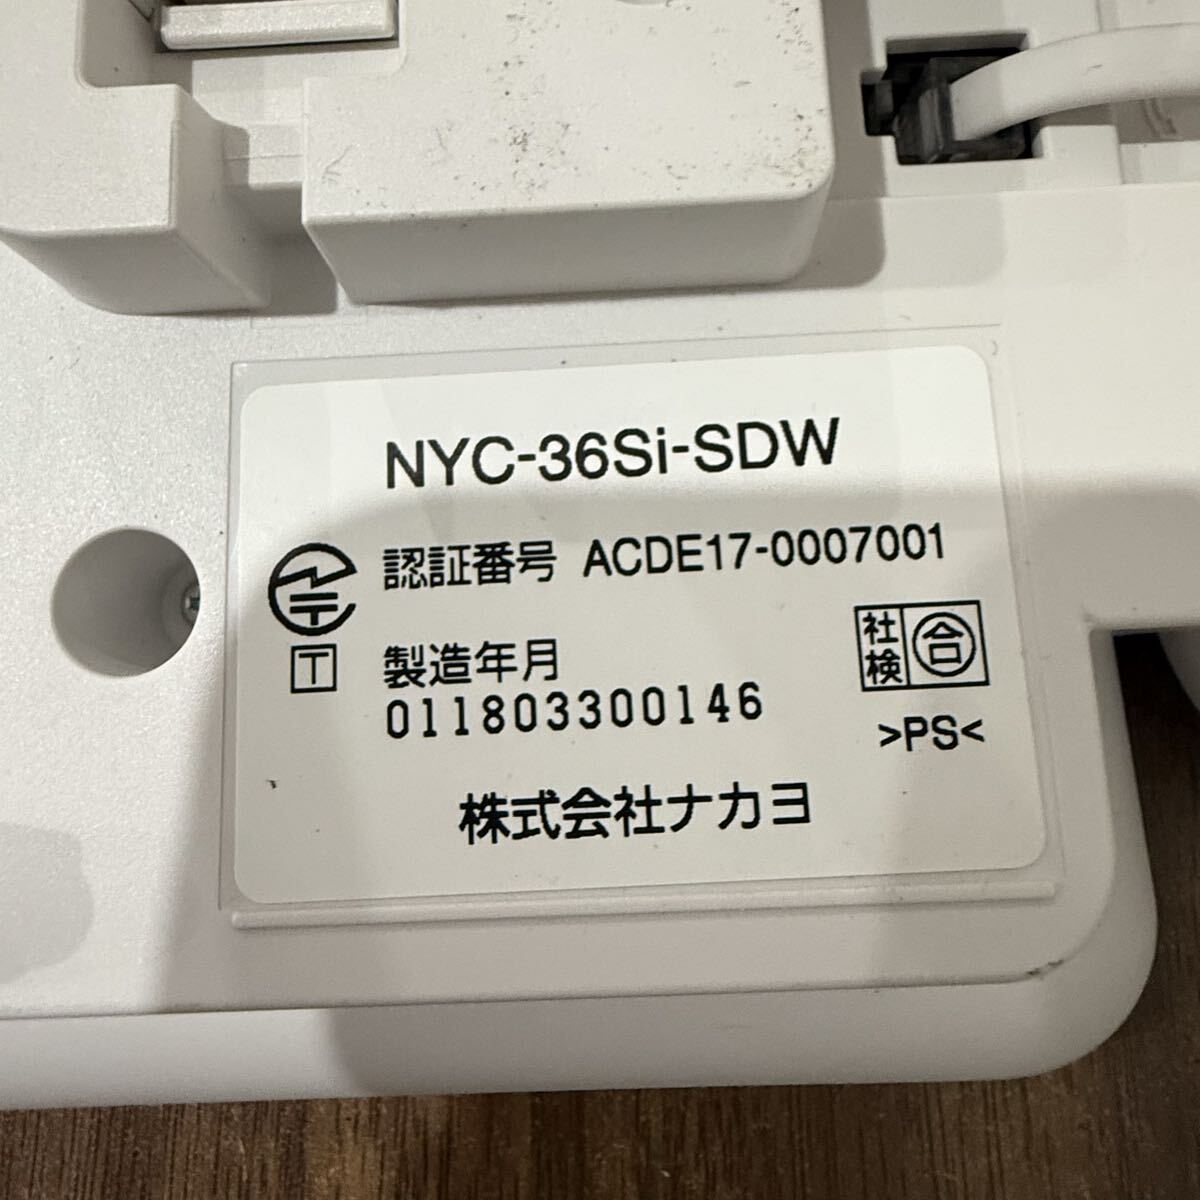 NYC-36Si-SDW
認証番号 ACDE17-0007001
T 製造年月
011803300146
社検 合
>PS<
株式会社ナカヨ